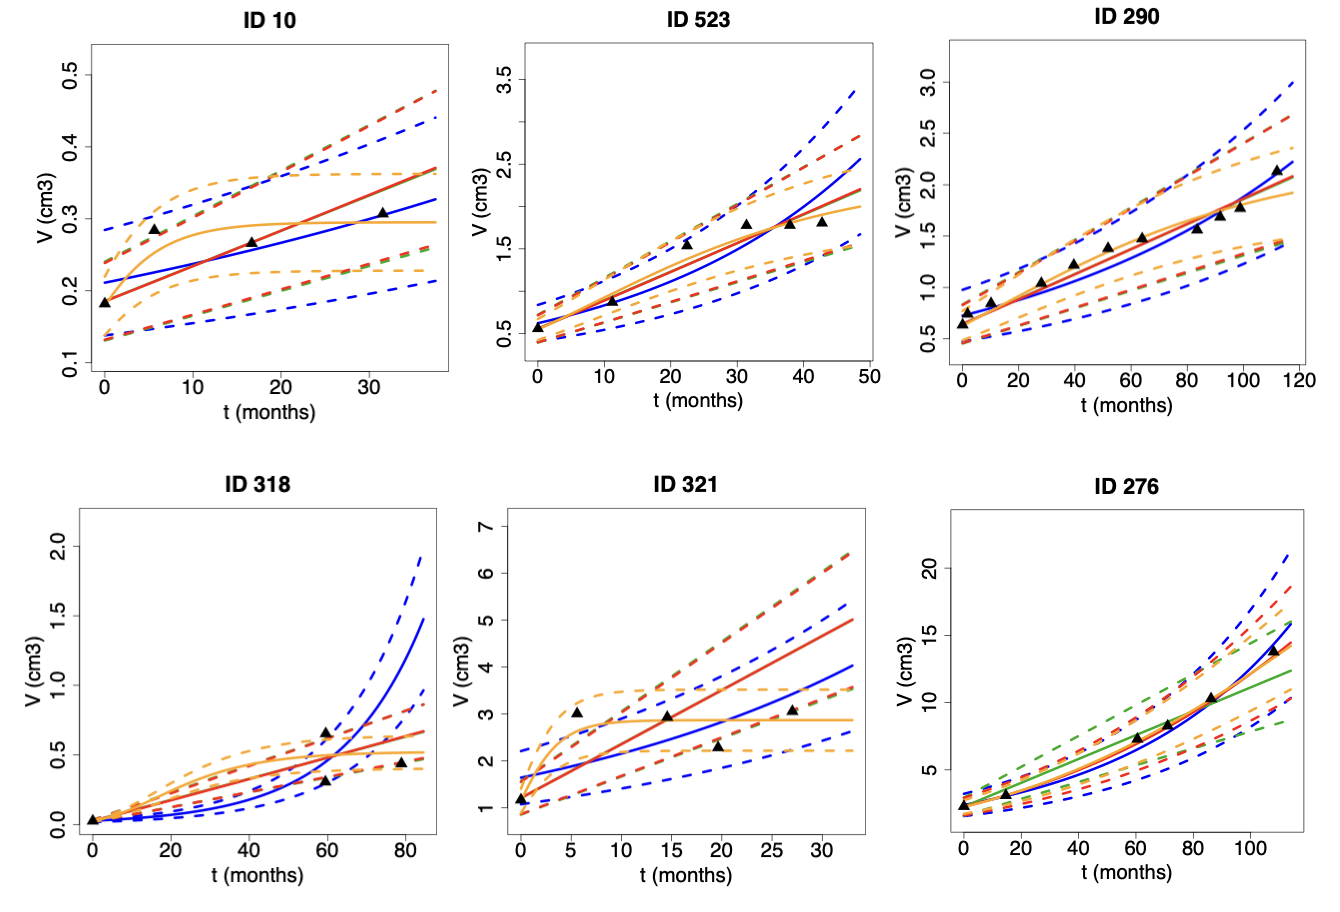 ID 10
V (cm3)
0.1 0.2 0.3 0.4 0.5
0 10 20 30
t (months)
ID 523
V (cm3)
0.5 1.5 2.5 3.5
0 10 20 30 40 50
t (months)
ID 290
V (cm3)
0.5 1.0 1.5 2.0 2.5 3.0
0 20 40 60 80 100 120
t (months)
ID 318
V (cm3)
0.0 0.5 1.0 1.5 2.0
0 20 40 60 80
t (months)
ID 321
V (cm3)
1 2 3 4 5 6 7
0 5 10 15 20 25 30
t (months)
ID 276
V (cm3)
5 10 15 20
0 20 40 60 80 100
t (months)